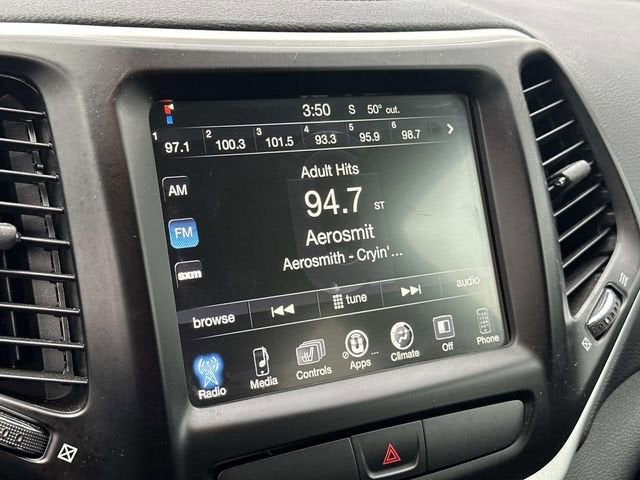 3:50 S 50° out.
1 97.1 2 100.3 3 101.5 4 93.3 5 95.9 6 98.7
AM
Adult Hits
94.7 ST
FM
Aerosmit
Aerosmith - Cryin'...
sxm
browse tune audio
Radio Media Controls Apps Climate Off Phone